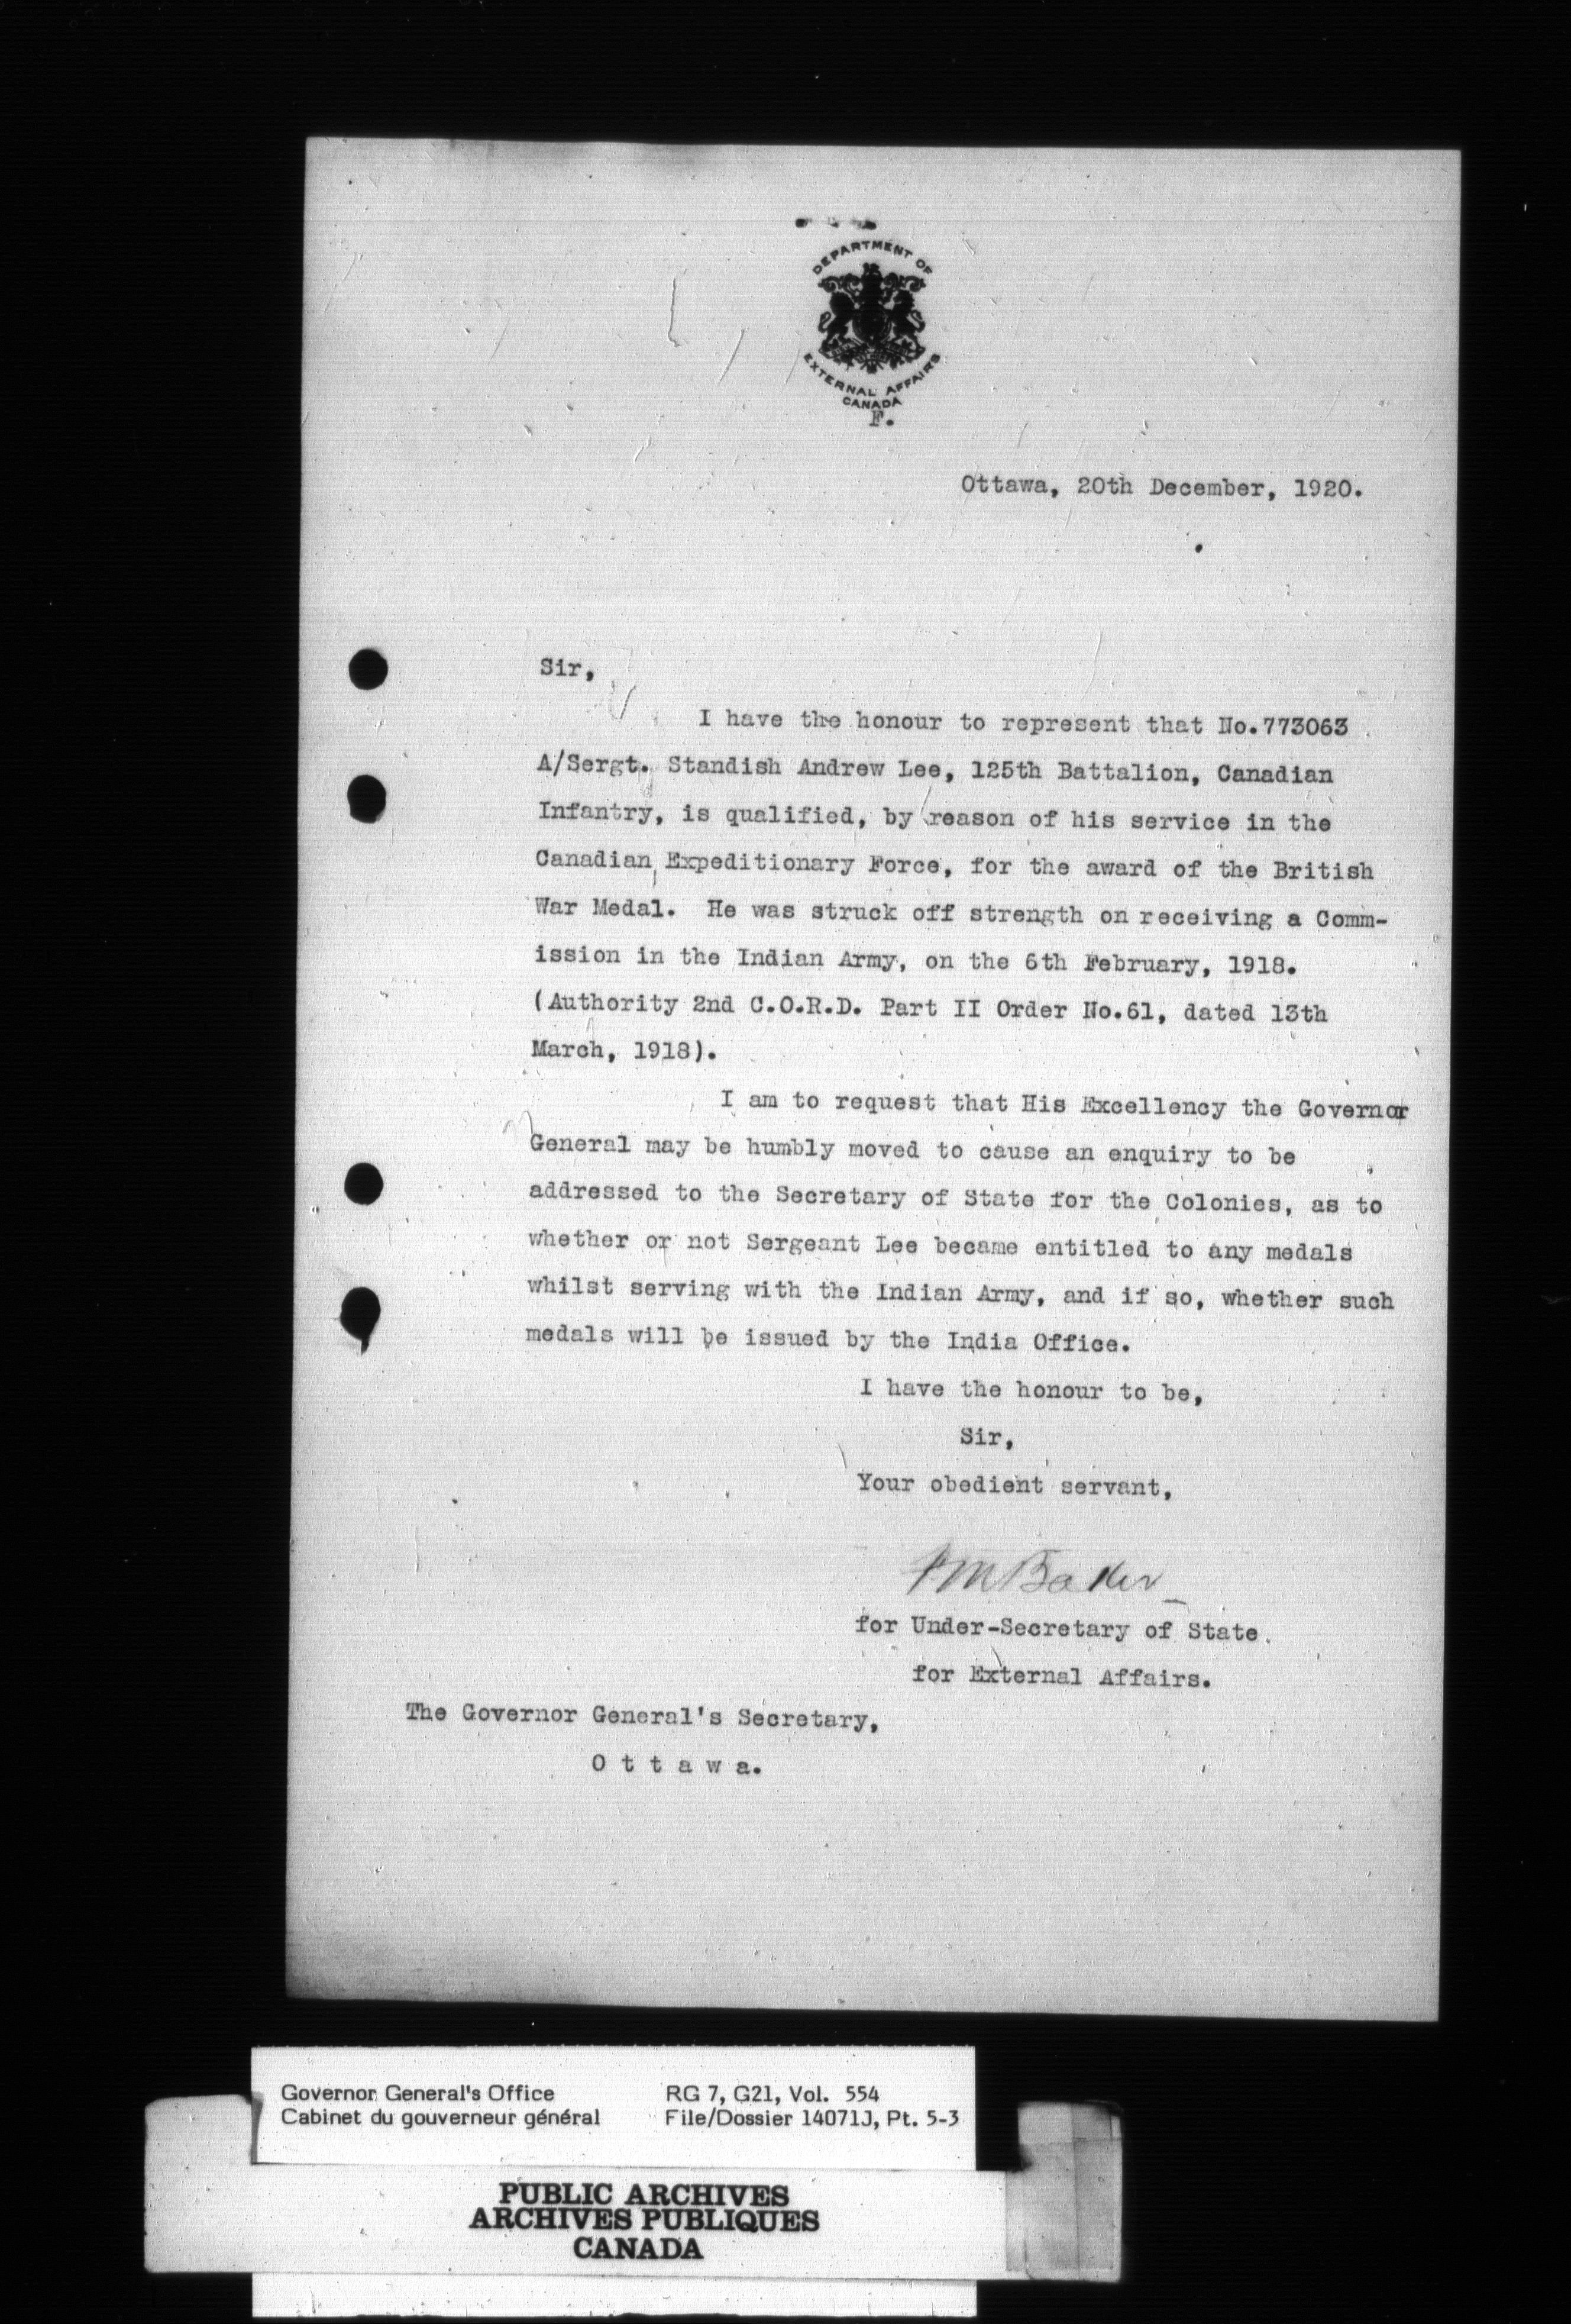 DEPARTMENT OF
EXTERNAL AFFAIRS
CANADA
F.
Ottawa, 20th December, 1920.
Sir,
I have the honour to represent that No.773063
A/Sergt. Standish Andrew Lee, 125th Battalion, Canadian
Infantry, is qualified, by reason of his service in the
Canadian Expeditionary Force, for the award of the British
War Medal. He was struck off strength on receiving a Comm-
ission in the Indian Army, on the 6th February, 1918.
(Authority 2nd C.O.R.D. Part II Order No.61, dated 13th
March, 1918).
I am to request that His Excellency the Governor
General may be humbly moved to cause an enquiry to be
addressed to the Secretary of State for the Colonies, as to
whether or not Sergeant Lee became entitled to any medals
whilst serving with the Indian Army, and if so, whether such
medals will be issued by the India Office.
I have the honour to be,
Sir,
Your obedient servant,
for Under-Secretary of State
for External Affairs.
The Governor General's Secretary,
O t t a w a.
Governor General's Office RG 7, G21, Vol. 554
Cabinet du gouverneur général File/Dossier 14071J, Pt. 5-3
PUBLIC ARCHIVES
ARCHIVES PUBLIQUES
CANADA